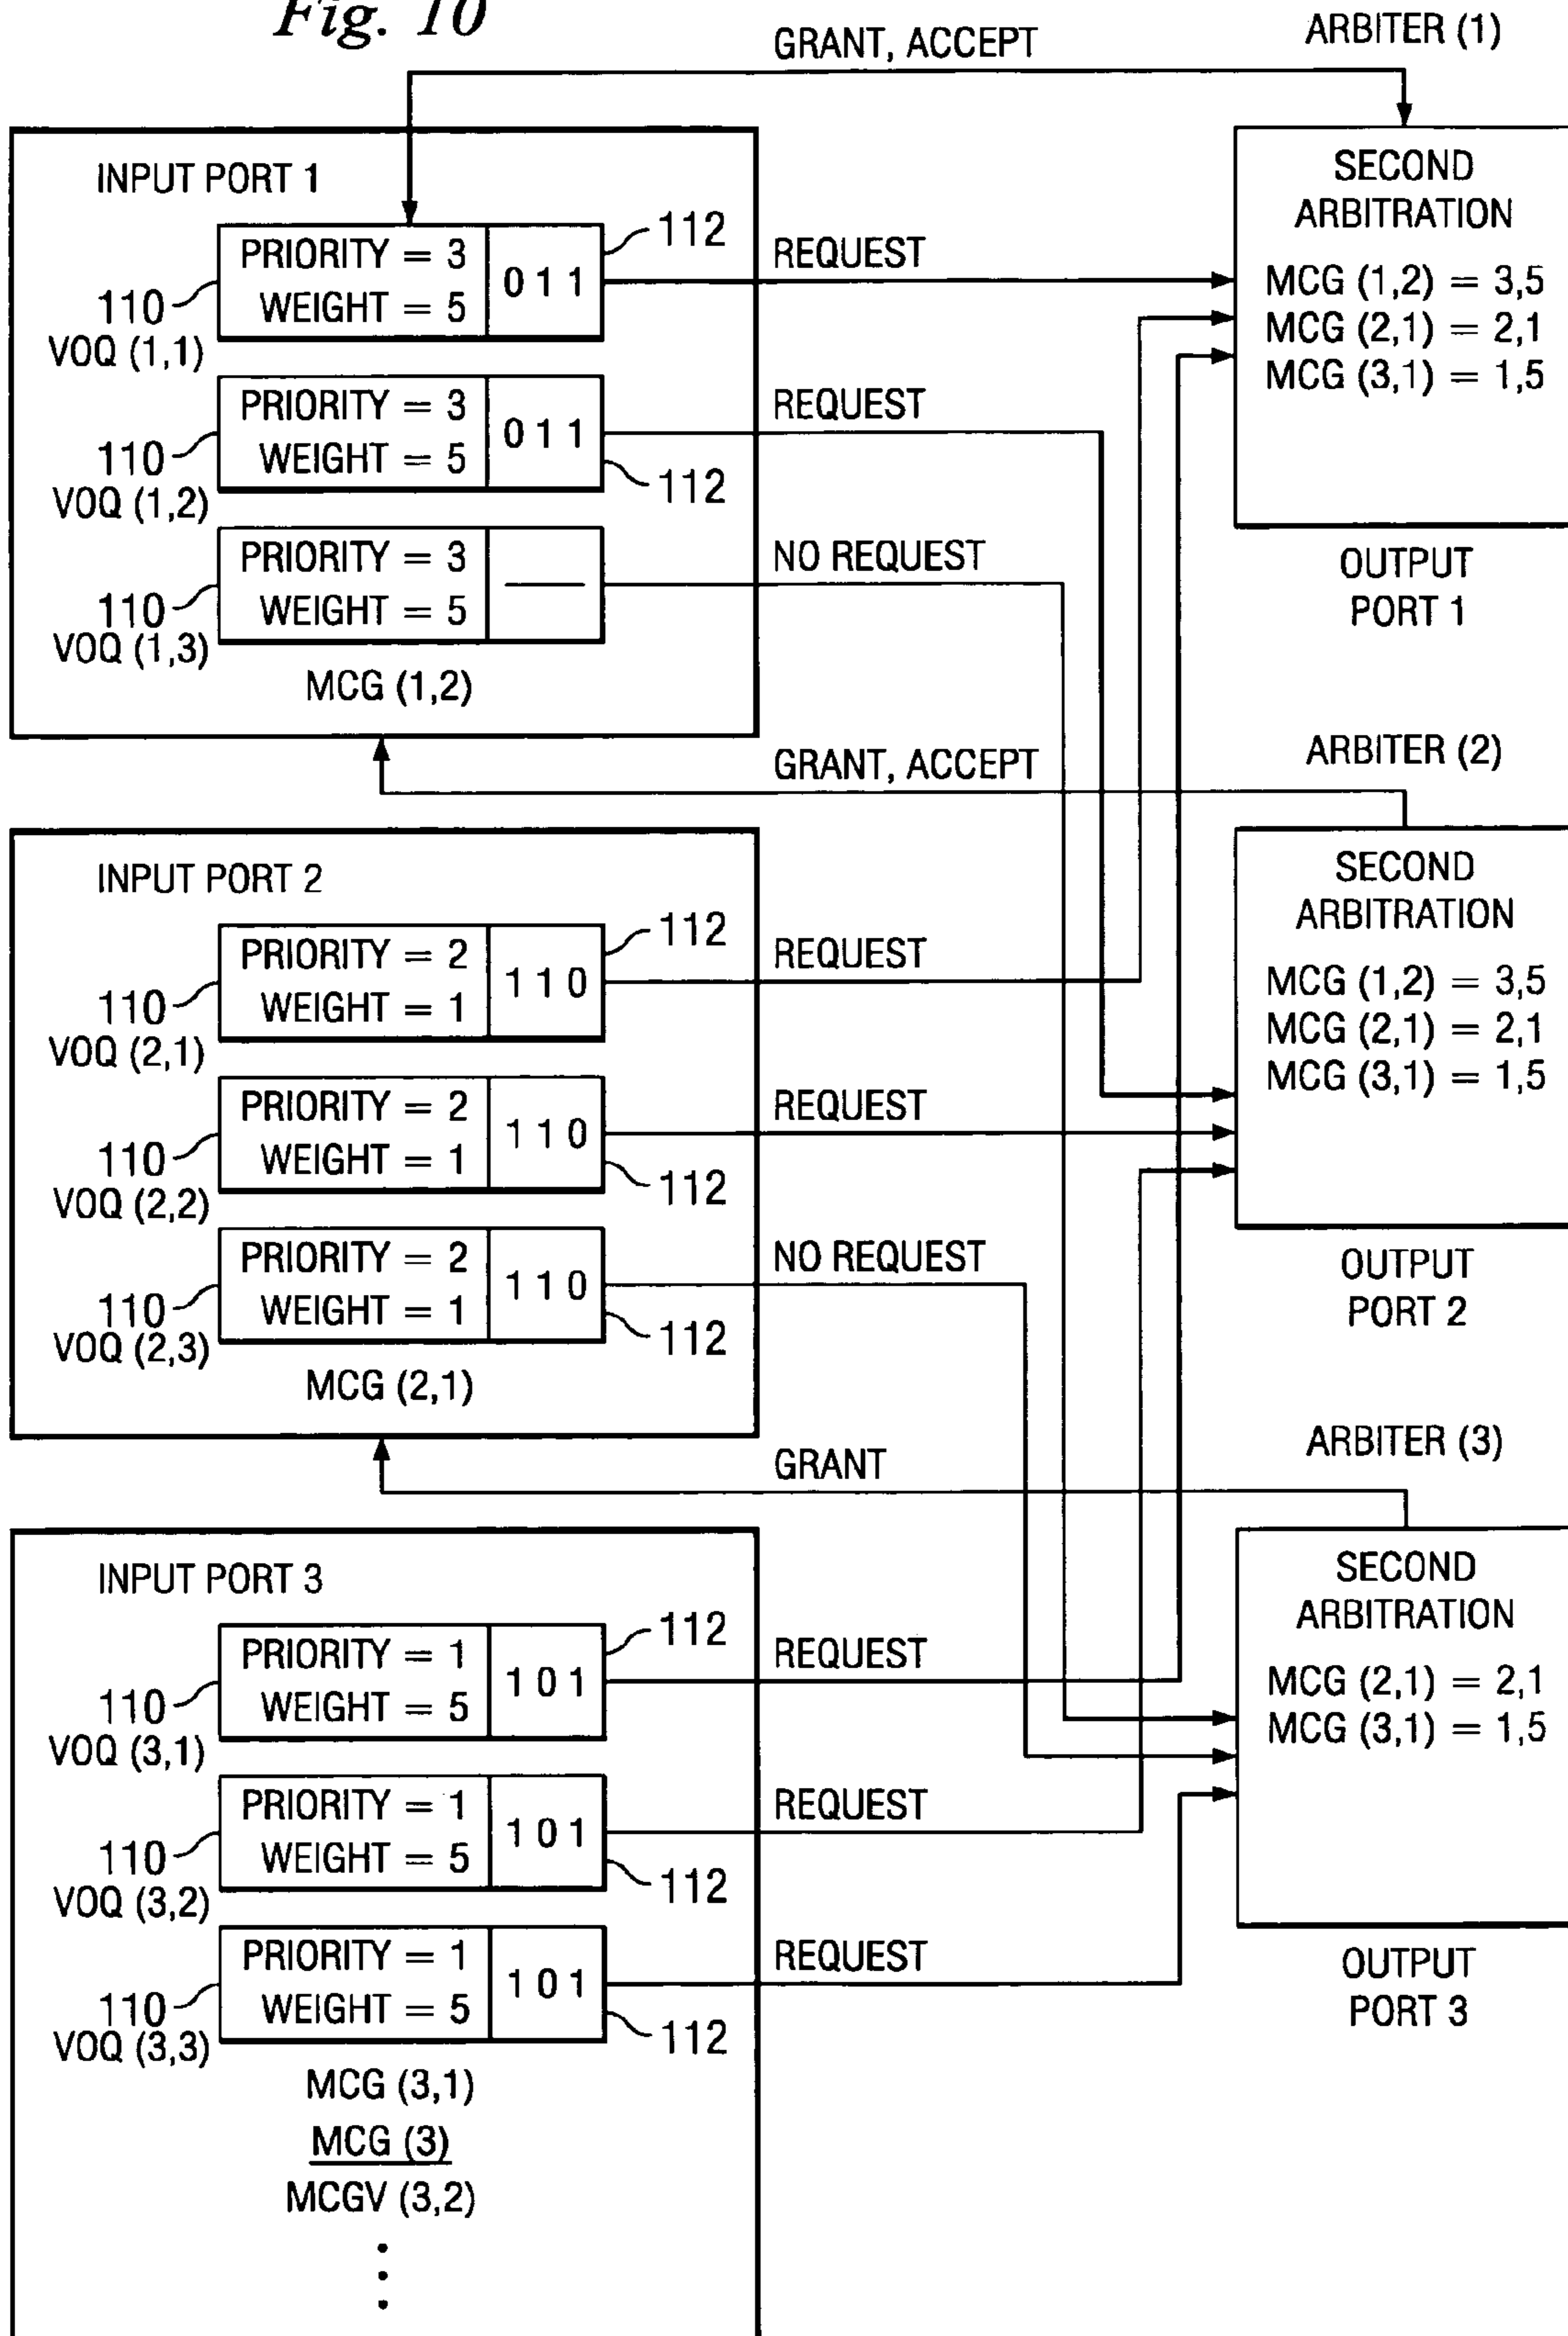 Fig. 10
GRANT, ACCEPT
ARBITER (1)
INPUT PORT 1
PRIORITY = 3
WEIGHT = 5
0 1 1
112
REQUEST
110
VOQ (1,1)
PRIORITY = 3
WEIGHT = 5
0 1 1
REQUEST
110
VOQ (1,2)
112
PRIORITY = 3
WEIGHT = 5
NO REQUEST
110
VOQ (1,3)
MCG (1,2)
SECOND
ARBITRATION
MCG (1,2) = 3,5
MCG (2,1) = 2,1
MCG (3,1) = 1,5
OUTPUT
PORT 1
GRANT, ACCEPT
ARBITER (2)
INPUT PORT 2
PRIORITY = 2
WEIGHT = 1
1 1 0
112
REQUEST
110
VOQ (2,1)
PRIORITY = 2
WEIGHT = 1
1 1 0
REQUEST
110
VOQ (2,2)
112
PRIORITY = 2
WEIGHT = 1
1 1 0
NO REQUEST
110
VOQ (2,3)
112
MCG (2,1)
SECOND
ARBITRATION
MCG (1,2) = 3,5
MCG (2,1) = 2,1
MCG (3,1) = 1,5
OUTPUT
PORT 2
GRANT
ARBITER (3)
INPUT PORT 3
PRIORITY = 1
WEIGHT = 5
1 0 1
112
REQUEST
110
VOQ (3,1)
PRIORITY = 1
WEIGHT = 5
1 0 1
REQUEST
110
VOQ (3,2)
112
PRIORITY = 1
WEIGHT = 5
1 0 1
REQUEST
110
VOQ (3,3)
112
MCG (3,1)
MCG (3)
MCGV (3,2)
SECOND
ARBITRATION
MCG (2,1) = 2,1
MCG (3,1) = 1,5
OUTPUT
PORT 3